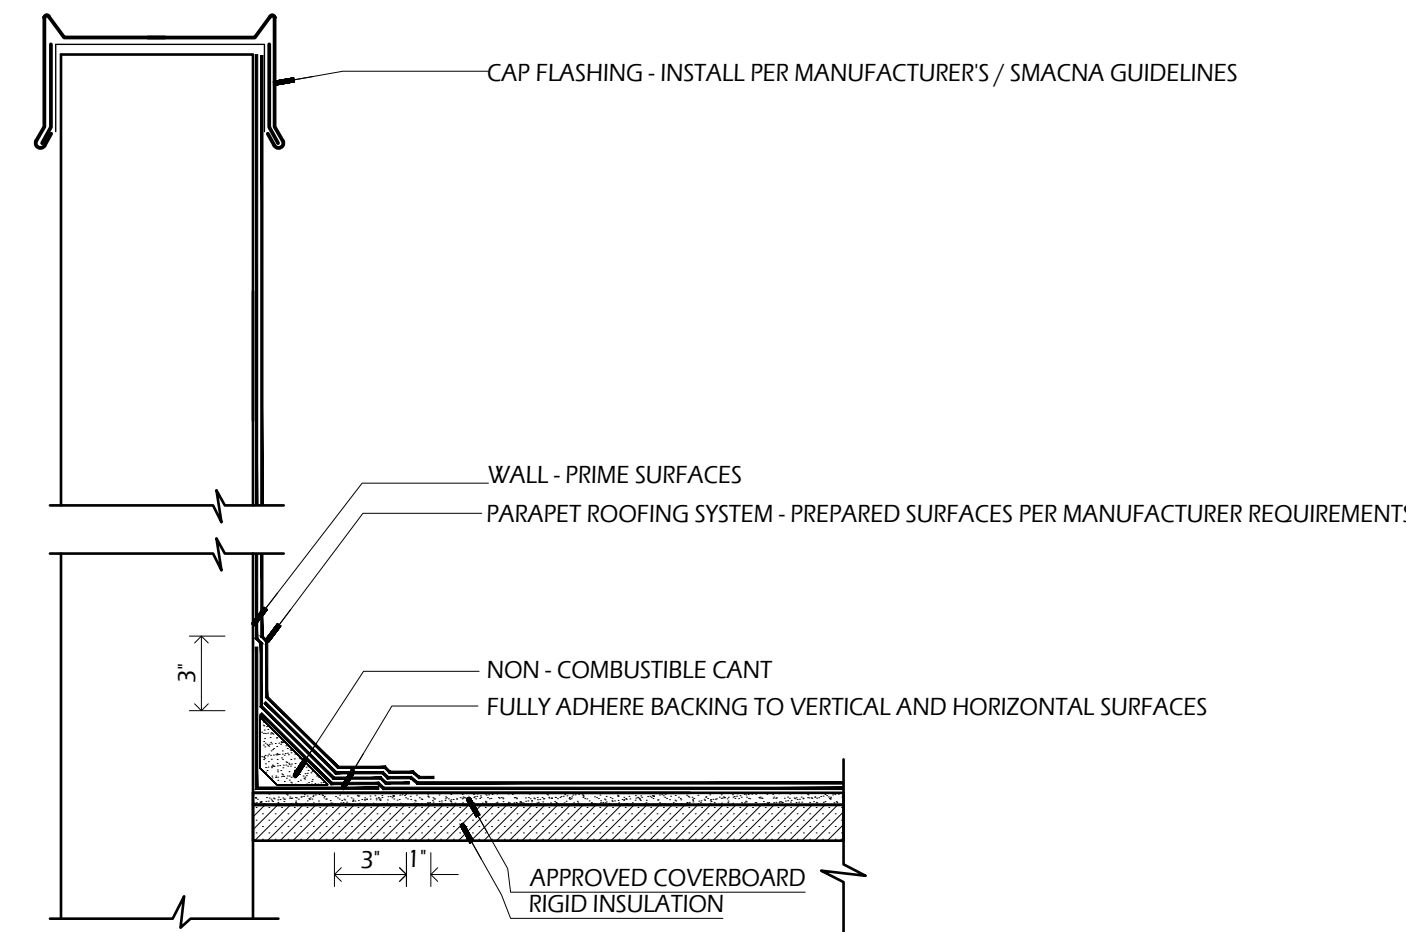 CAP FLASHING - INSTALL PER MANUFACTURER'S / SMACNA GUIDELINES
WALL - PRIME SURFACES
PARAPET ROOFING SYSTEM - PREPARED SURFACES PER MANUFACTURER REQUIREMENTS
3"
NON - COMBUSTIBLE CANT
FULLY ADHERE BACKING TO VERTICAL AND HORIZONTAL SURFACES
3" 1"
APPROVED COVERBOARD
RIGID INSULATION